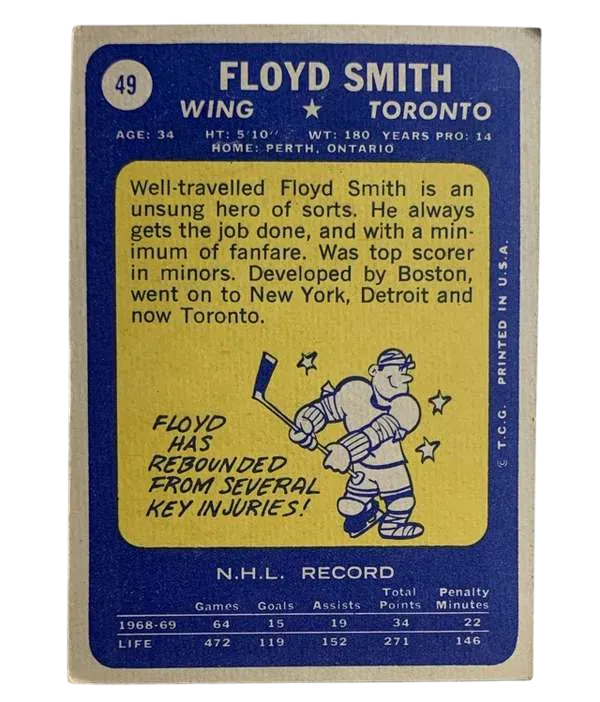 49
FLOYD SMITH
WING ★ TORONTO
AGE: 34 HT: 5'10" WT: 180 YEARS PRO: 14
HOME: PERTH, ONTARIO
Well-travelled Floyd Smith is an
unsung hero of sorts. He always
gets the job done, and with a min-
imum of fanfare. Was top scorer
in minors. Developed by Boston,
went on to New York, Detroit and
now Toronto.
FLOYD
HAS
REBOUNDED
FROM SEVERAL
KEY INJURIES!
© T.C.G. PRINTED IN U.S.A.
N.H.L. RECORD
Games Goals Assists Total Points Penalty Minutes
1968-69 64 15 19 34 22
LIFE 472 119 152 271 146